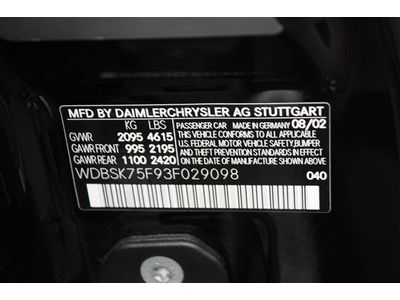 MFD BY DAIMLERCHRYSLER AG STUTTGART
KG LBS
GVWR 2095 4615
GAWR FRONT 995 2195
GAWR REAR 1100 2420
PASSENGER CAR 08/02
MADE IN GERMANY
THIS VEHICLE CONFORMS TO ALL APPLICABLE
U.S. FEDERAL MOTOR VEHICLE SAFETY,BUMPER
AND THEFT PREVENTION STANDARDS IN EFFECT
ON THE DATE OF MANUFACTURE SHOWN ABOVE.
WDBSK75F93F029098
040